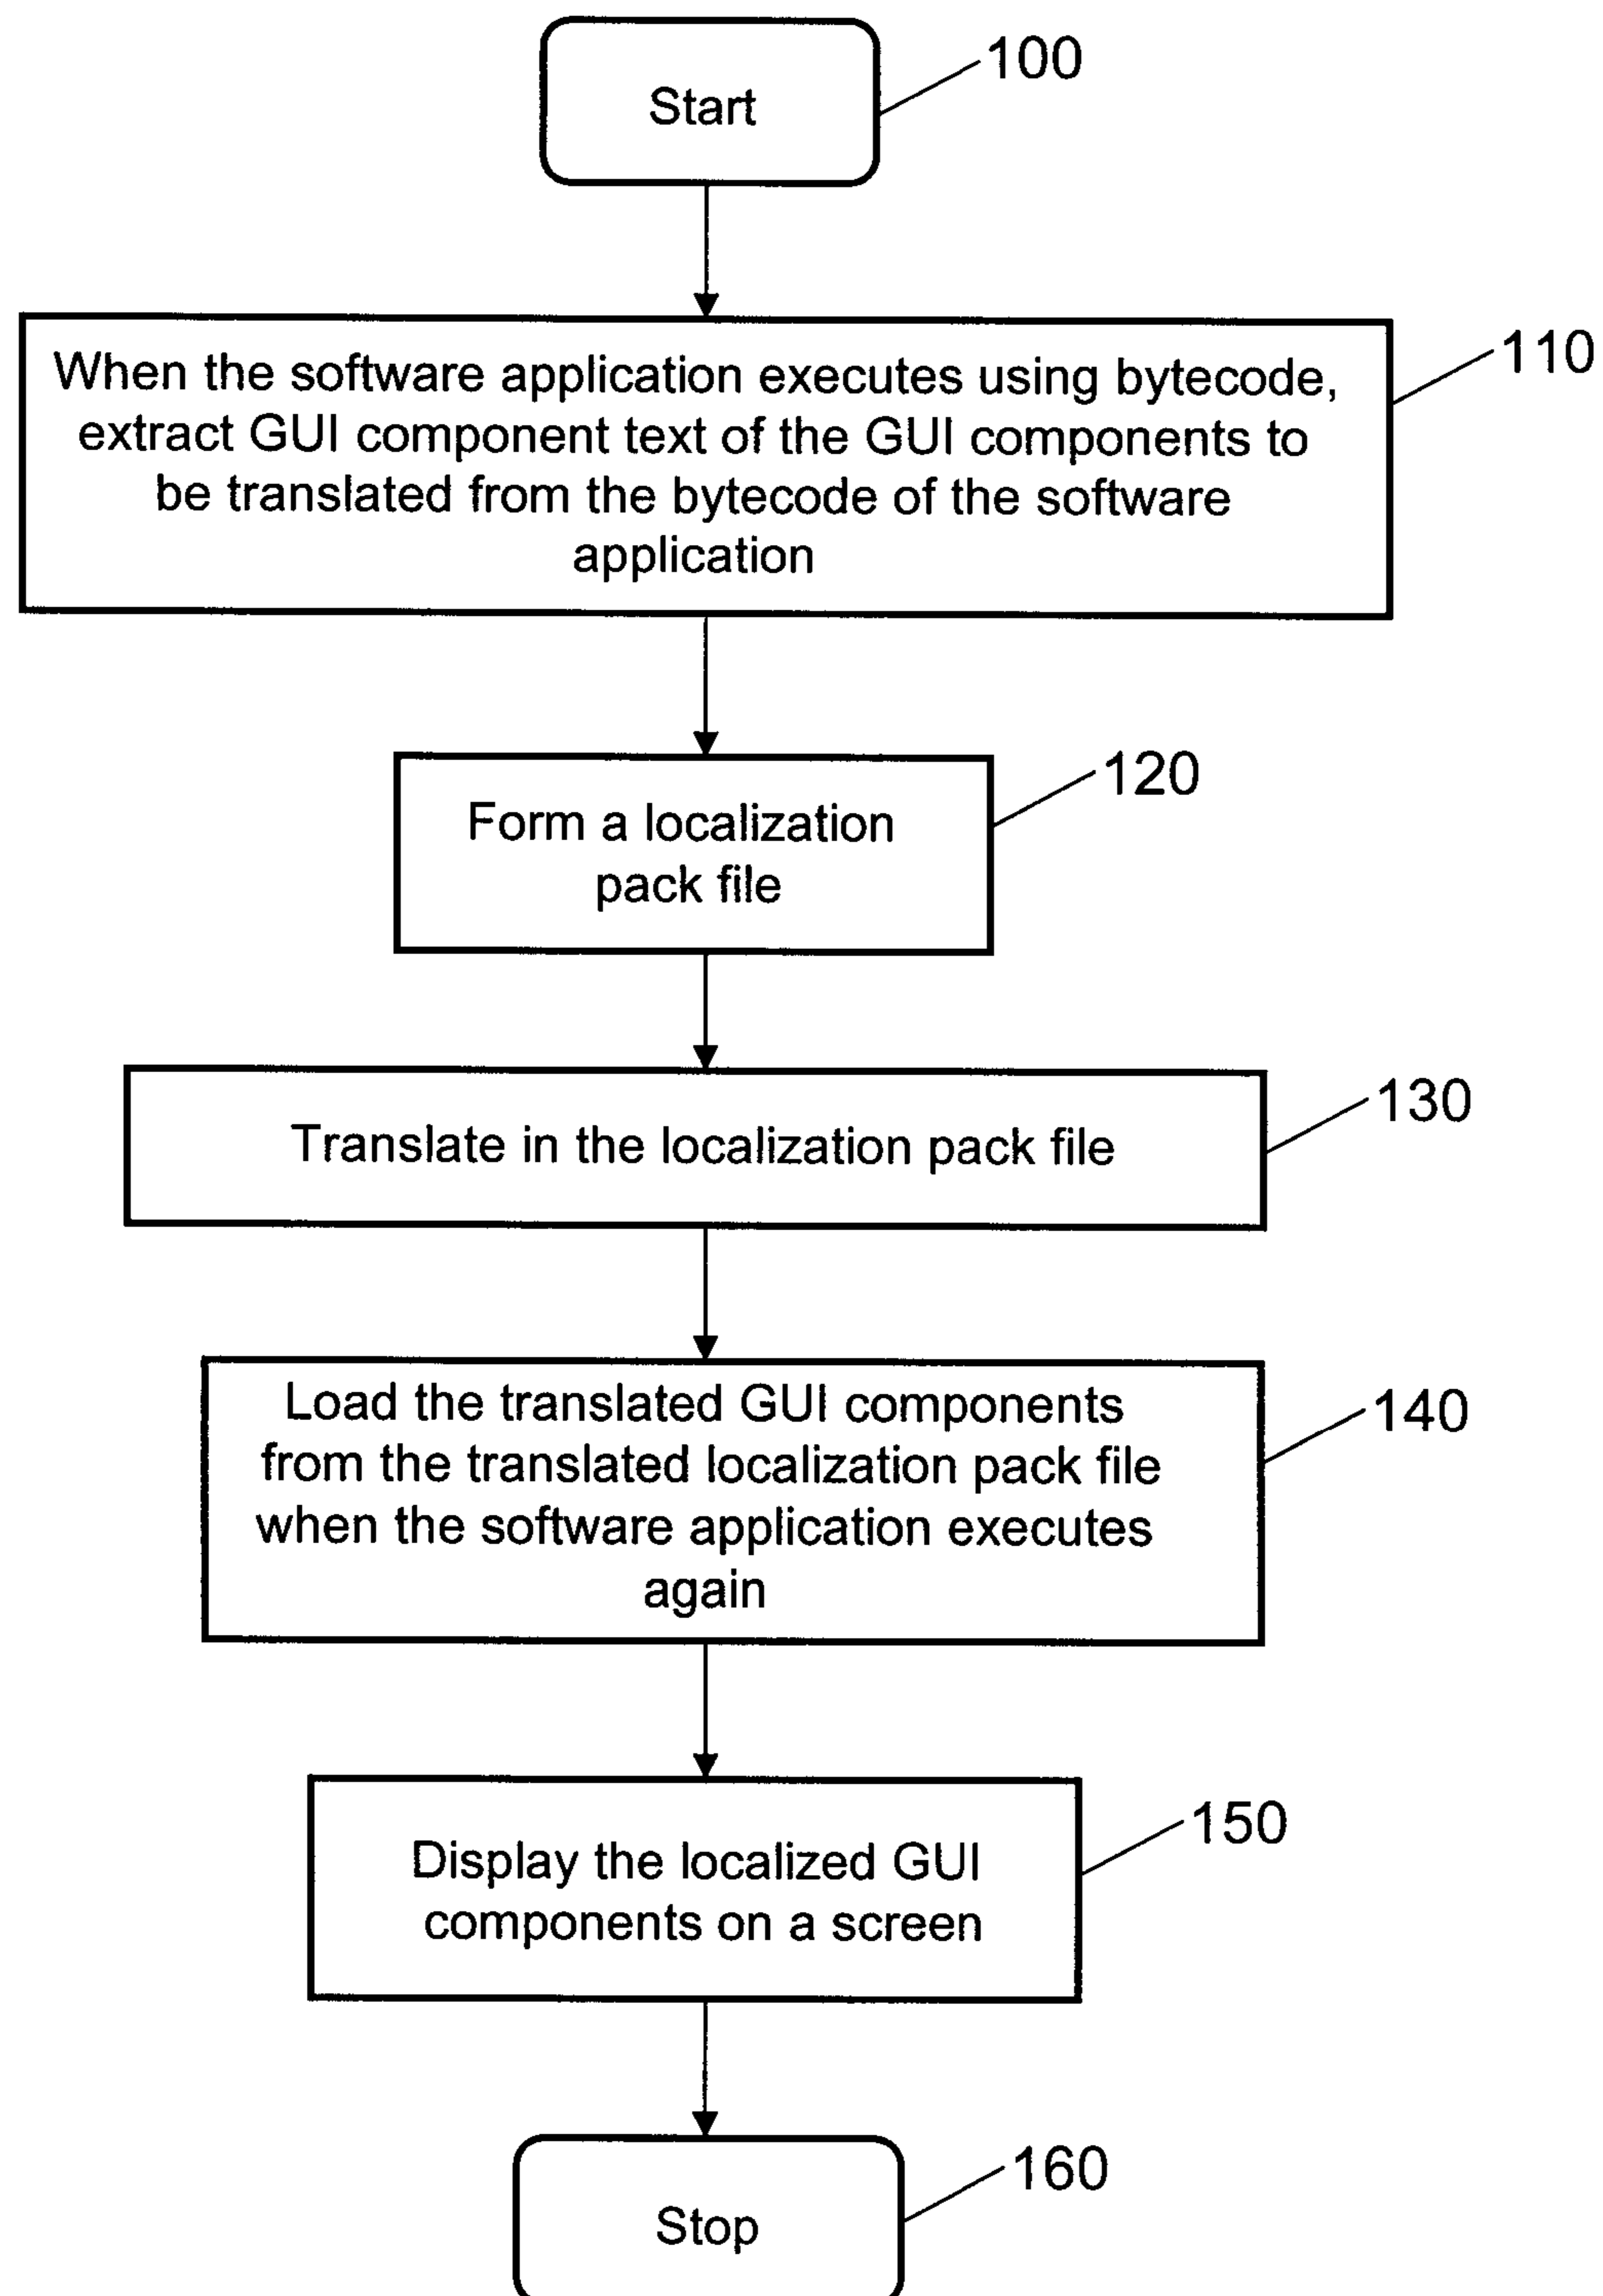 Start
100
When the software application executes using bytecode,
extract GUI component text of the GUI components to
be translated from the bytecode of the software
application
110
Form a localization
pack file
120
Translate in the localization pack file
130
Load the translated GUI components
from the translated localization pack file
when the software application executes
again
140
Display the localized GUI
components on a screen
150
Stop
160